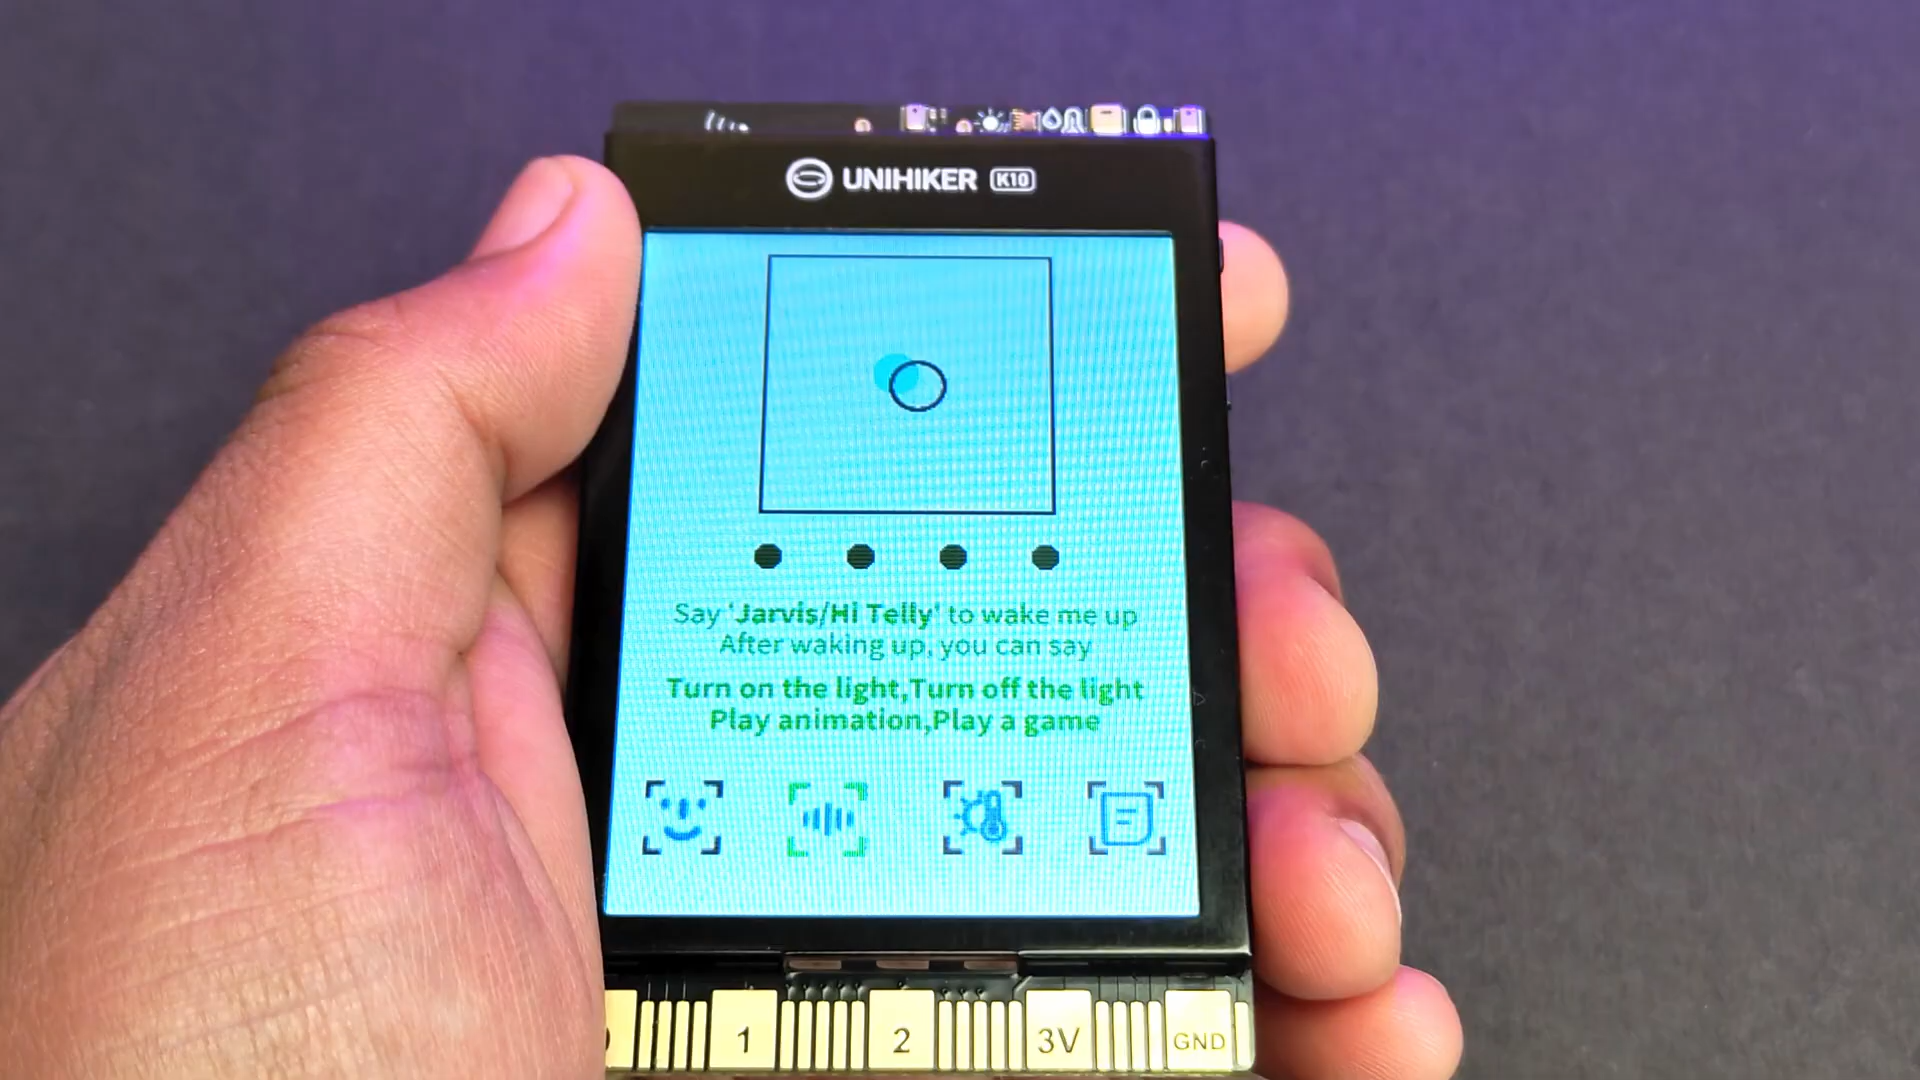 UNIHIKER K10
Say 'Jarvis/Hi Telly' to wake me up
After waking up, you can say
Turn on the light,Turn off the light
Play animation,Play a game
1 2 3V GND